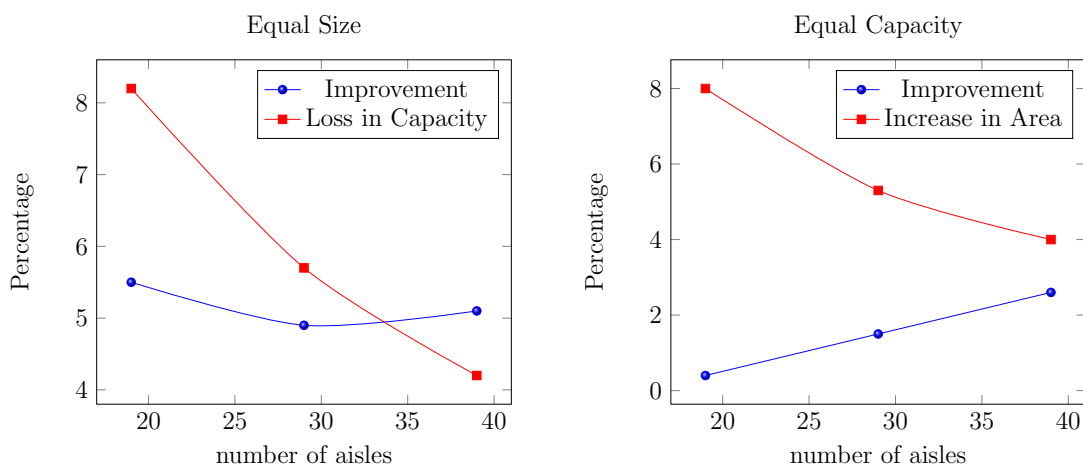 Equal Size
Improvement
Loss in Capacity
8
7
6
5
4
Percentage
20 25 30 35 40
number of aisles
Equal Capacity
Improvement
Increase in Area
8
6
4
2
0
Percentage
20 25 30 35 40
number of aisles